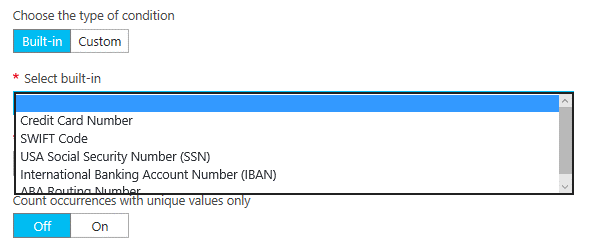 Choose the type of condition
Built-in Custom
* Select built-in
Credit Card Number
SWIFT Code
USA Social Security Number (SSN)
International Banking Account Number (IBAN)
ABA Routing Number
Count occurrences with unique values only
Off On